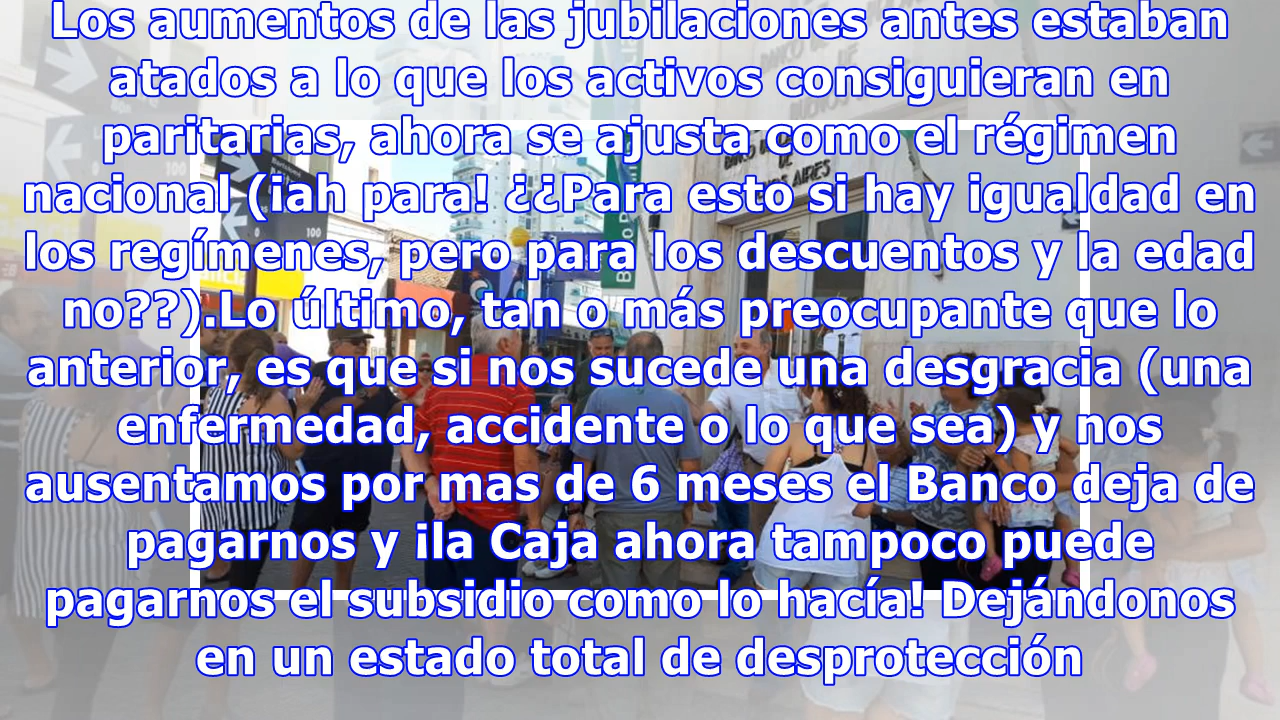 Los aumentos de las jubilaciones antes estaban
atados a lo que los activos consiguieran en
paritarias, ahora se ajusta como el régimen
nacional (¡ah para! ¿¿Para esto si hay igualdad en
los regímenes, pero para los descuentos y la edad
no??).Lo último, tan o más preocupante que lo
anterior, es que si nos sucede una desgracia (una
enfermedad, accidente o lo que sea) y nos
ausentamos por mas de 6 meses el Banco deja de
pagarnos y ¡la Caja ahora tampoco puede
pagarnos el subsidio como lo hacía! Dejándonos
en un estado total de desprotección
0 100